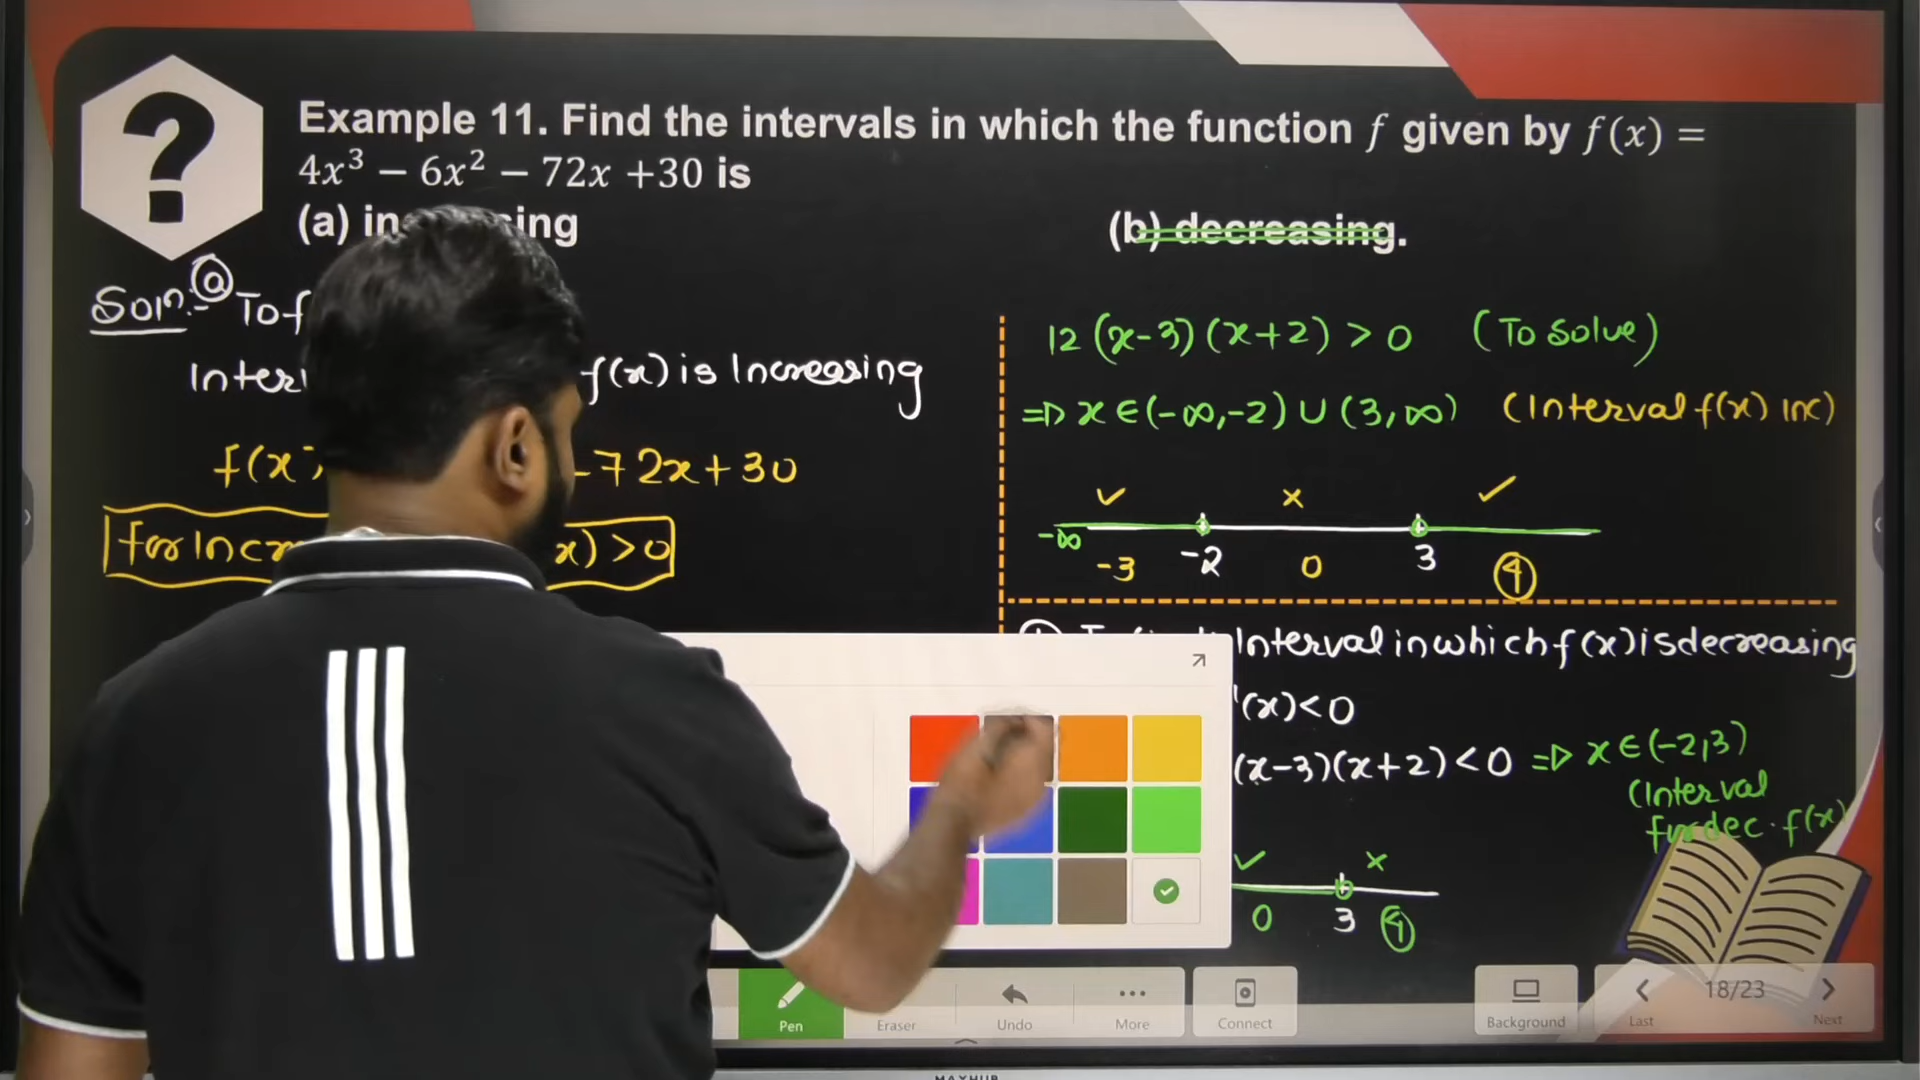 ?
Example 11. Find the intervals in which the function f given by f(x) =
4x³ − 6x² − 72x +30 is
(a) in sing
(b) decreasing.
Soln:- ⓐ To f
f(x) is Increasing
f(x) -72x+30
For Incr x) >0
12 (x-3) (x+2) > 0 (To Solve)
=> x ∈ (-∞,-2) ∪ (3, ∞) (Interval f(x) Inc)
✓ × ✓
-∞ -3 -2 0 3 ④
Interval in which f(x) is decreasing
'(x)<0
(x-3)(x+2)<0 => x ∈ (-2,3)
(Interval
for dec. f(x)
✓ ×
0 3 ④
Pen
Eraser
Undo
More
Connect
Background
Last
18/23
Next
MAXHUB